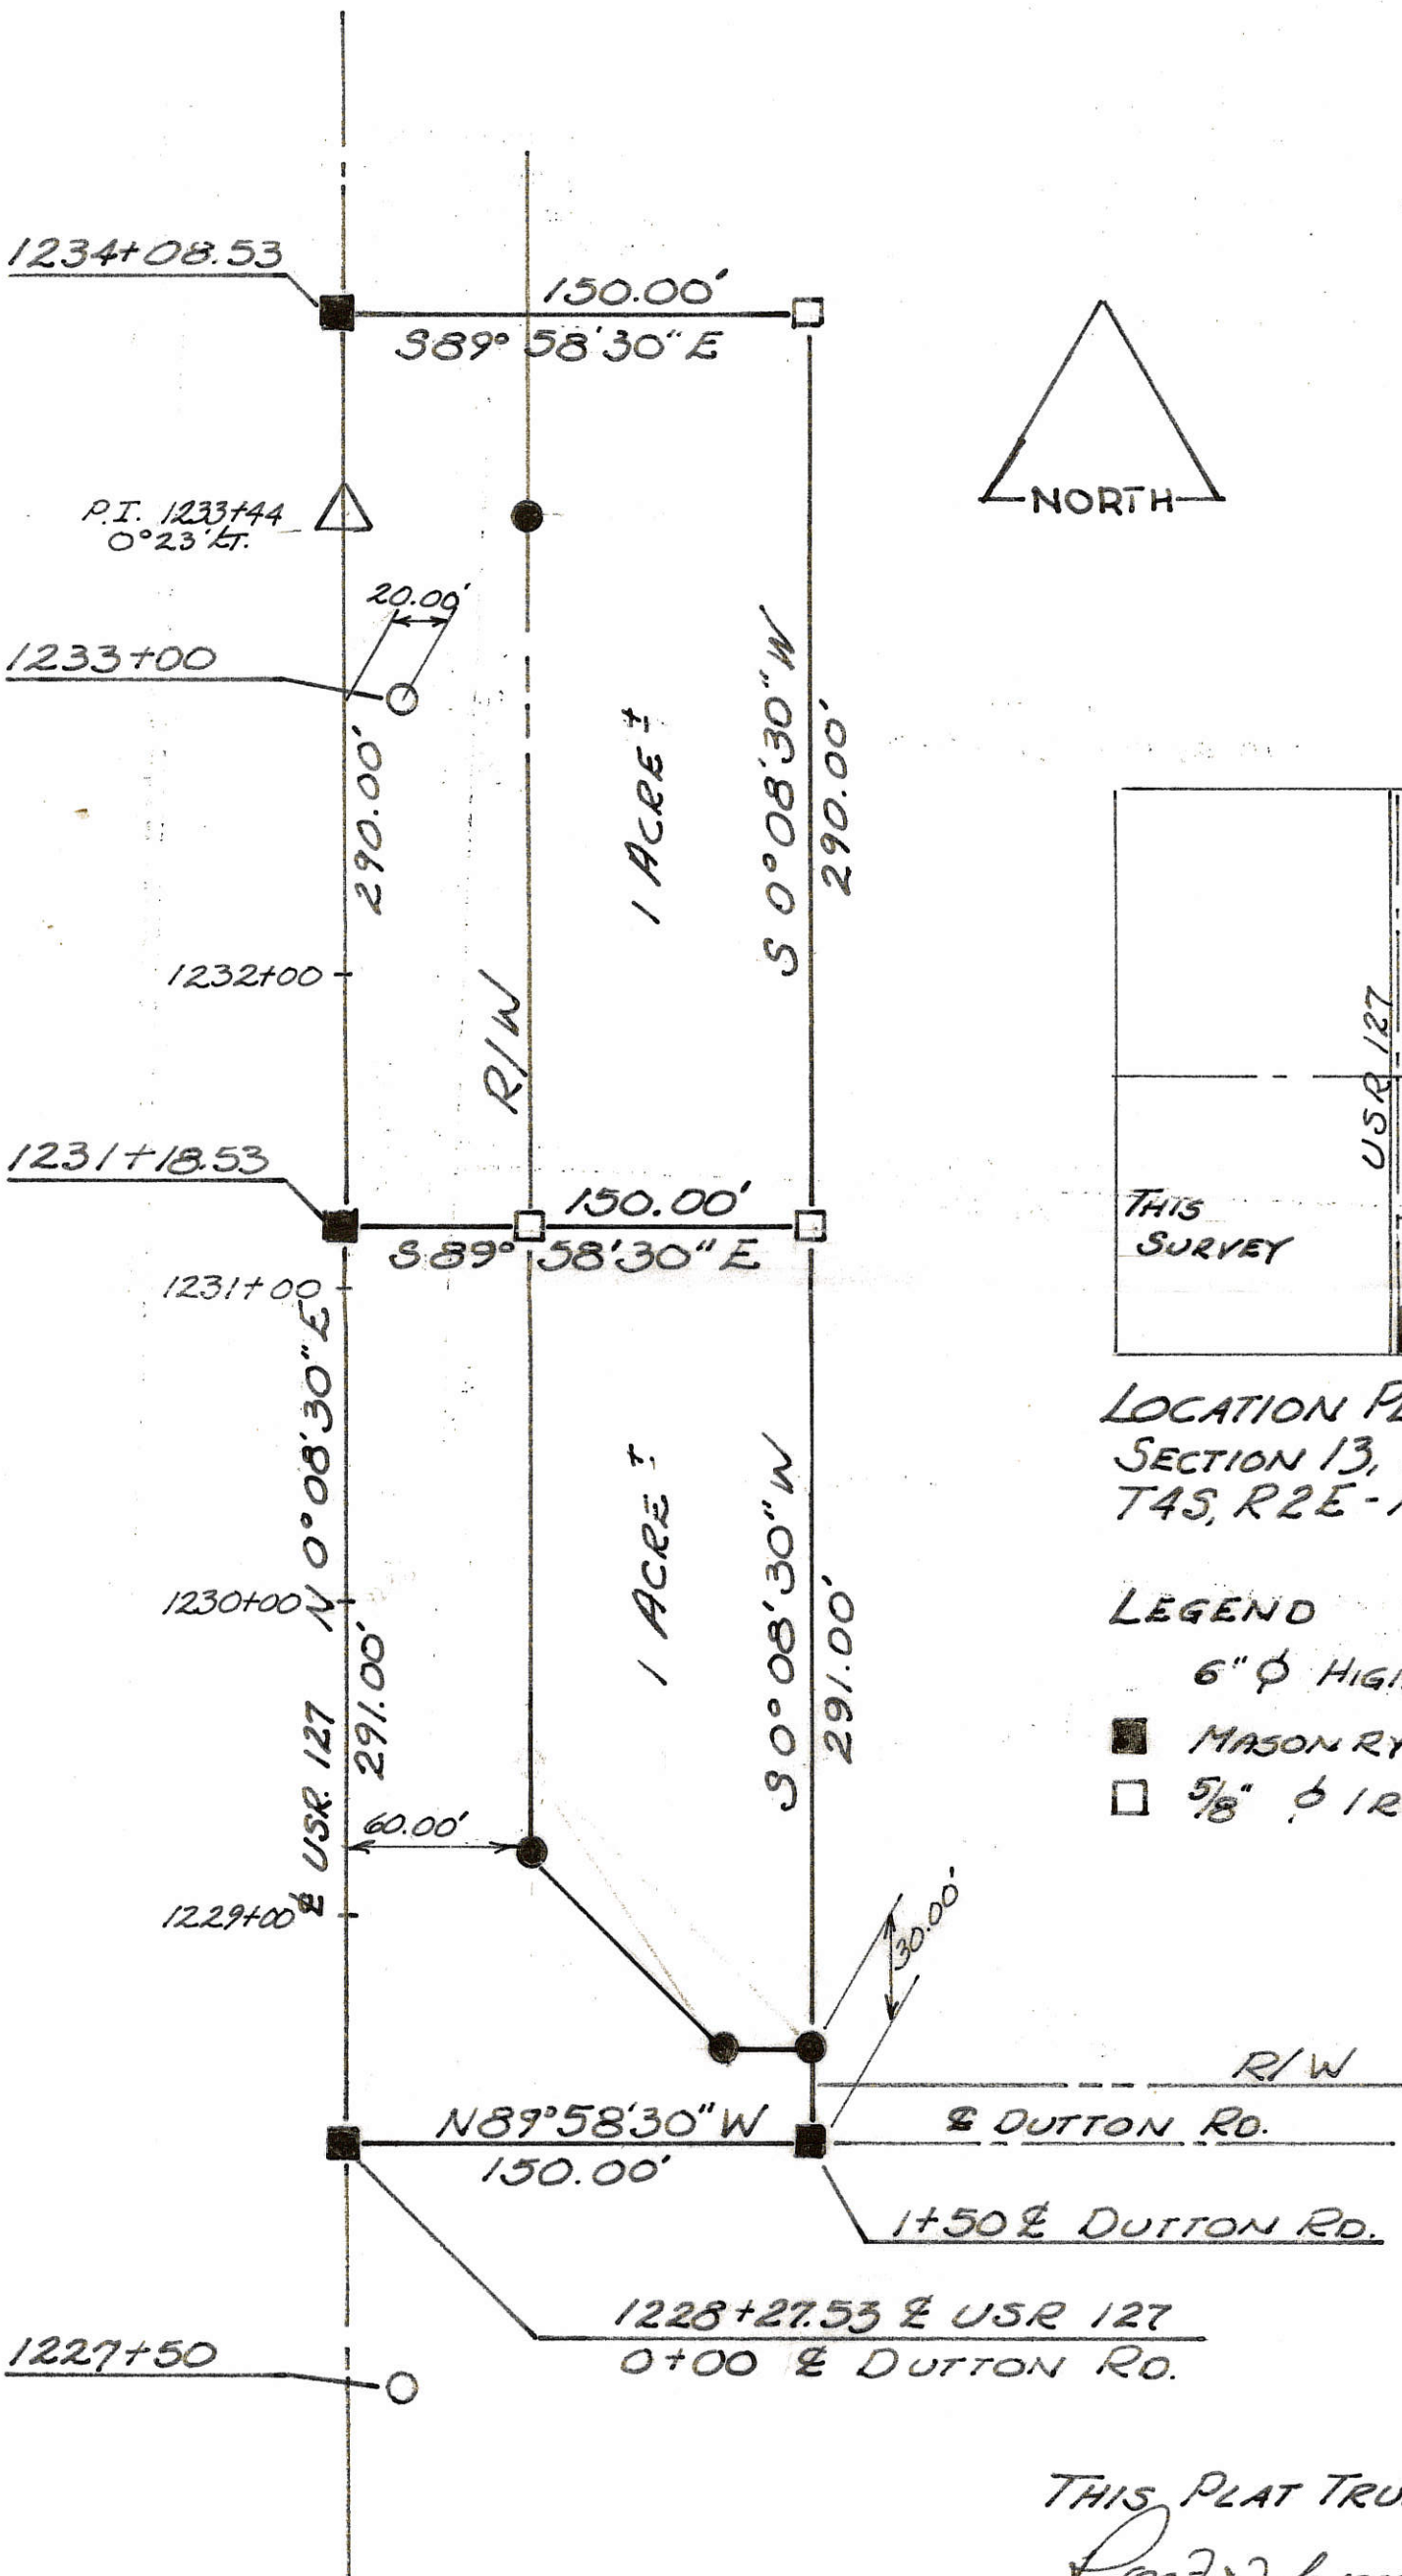 1234+08.53
150.00'
S89° 58'30" E
P.I. 1233+44
0°23' LT.
NORTH
20.00'
1233+00
290.00'
1 ACRE ±
S 0°08'30" W
290.00'
1232+00
R/W
USR 127
1231+18.53
150.00'
S89° 58'30" E
THIS
SURVEY
1231+00
N 0°08'30" E
LOCATION
SECTION 13,
T4S, R2E -
1230+00
1 ACRE ±
S 0°08'30" W
291.00'
LEGEND
6" ϕ
MASONRY
5/8" ϕ
℄ USR. 127
291.00'
60.00'
1229+00
30.00'
R/W
N89°58'30" W
150.00'
℄ DUTTON RD.
1+50 ℄ DUTTON RD.
1228+27.53 ℄ USR 127
0+00 ℄ DUTTON RD.
1227+50
THIS PLAT